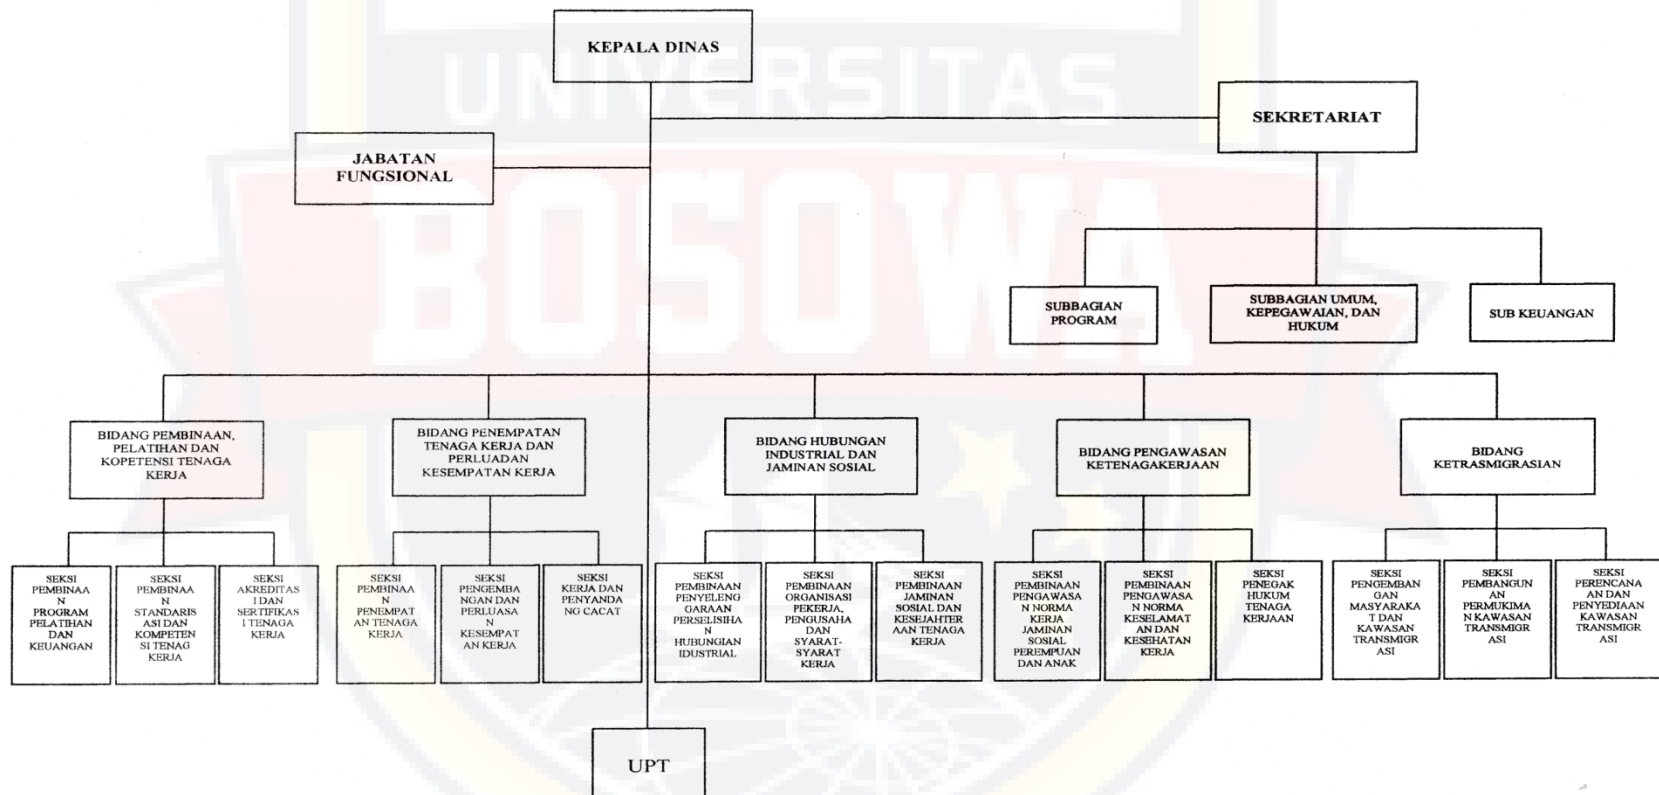 UNIVERSITAS
BOSOWA
KEPALA DINAS
SEKRETARIAT
JABATAN
FUNGSIONAL
SUBBAGIAN
PROGRAM
SUBBAGIAN UMUM,
KEPEGAWAIAN, DAN
HUKUM
SUB KEUANGAN
BIDANG PEMBINAAN,
PELATIHAN DAN
KOPETENSI TENAGA
KERJA
BIDANG PENEMPATAN
TENAGA KERJA DAN
PERLUADAN
KESEMPATAN KERJA
BIDANG HUBUNGAN
INDUSTRIAL DAN
JAMINAN SOSIAL
BIDANG PENGAWASAN
KETENAGAKERJAAN
BIDANG
KETRASMIGRASIAN
SEKSI
PEMBINAA
N
PROGRAM
PELATIHAN
DAN
KEUANGAN
SEKSI
PEMBINAA
N
STANDARIS
ASI DAN
KOMPETEN
SI TENAG
KERJA
SEKSI
AKREDITAS
I DAN
SERTIFIKAS
I TENAGA
KERJA
SEKSI
PEMBINAA
N
PENEMPAT
AN TENAGA
KERJA
SEKSI
PENGEMBA
NGAN DAN
PERLUASA
N
KESEMPAT
AN KERJA
SEKSI
KERJA DAN
PENYANDA
NG CACAT
SEKSI
PEMBINAAN
PENYELENG
GARAAN
PERSELISIHA
N
HUBUNGIAN
IDUSTRIAL
SEKSI
PEMBINAAN
ORGANISASI
PEKERJA,
PENGUSAHA
DAN
SYARAT-
SYARAT
KERJA
SEKSI
PEMBINAAN
JAMINAN
SOSIAL DAN
KESEJAHTER
AAN TENAGA
KERJA
SEKSI
PEMBINAAN
PENGAWASA
N NORMA
KERJA
JAMINAN
SOSIAL
PEREMPUAN
DAN ANAK
SEKSI
PEMBINAAN
PENGAWASA
N NORMA
KESELAMAT
AN DAN
KESEHATAN
KERJA
SEKSI
PENEGAK
HUKUM
TENAGA
KERJAAN
SEKSI
PENGEMBAN
GAN
MASYARAKA
T DAN
KAWASAN
TRANSMIGR
ASI
SEKSI
PEMBANGUN
AN
PERMUKIMA
N KAWASAN
TRANSMIGR
ASI
SEKSI
PERENCANA
AN DAN
PENYEDIAAN
KAWASAN
TRANSMIGR
ASI
UPT